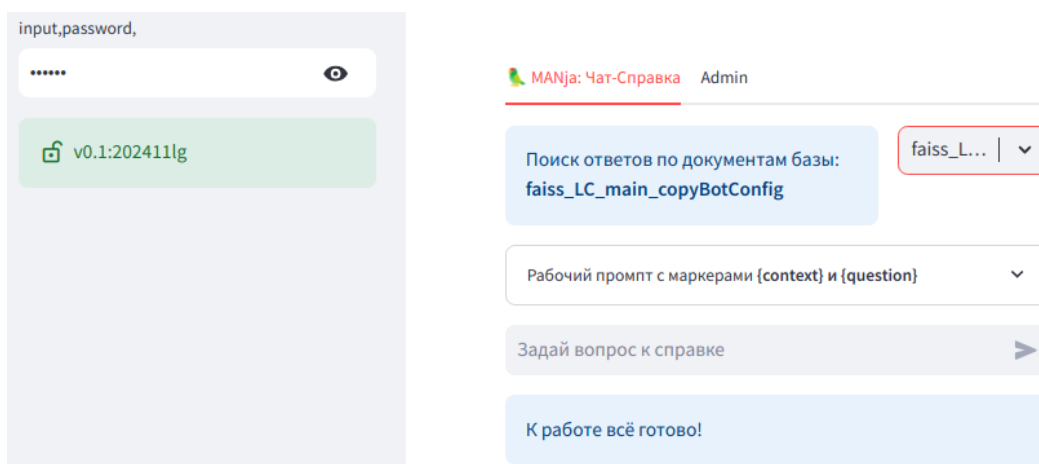 input,password,
••••••
v0.1:202411lg
MANja: Чат-Справка Admin
Поиск ответов по документам базы:
faiss_LC_main_copyBotConfig
faiss_L...
Рабочий промпт с маркерами {context} и {question}
Задай вопрос к справке
К работе всё готово!